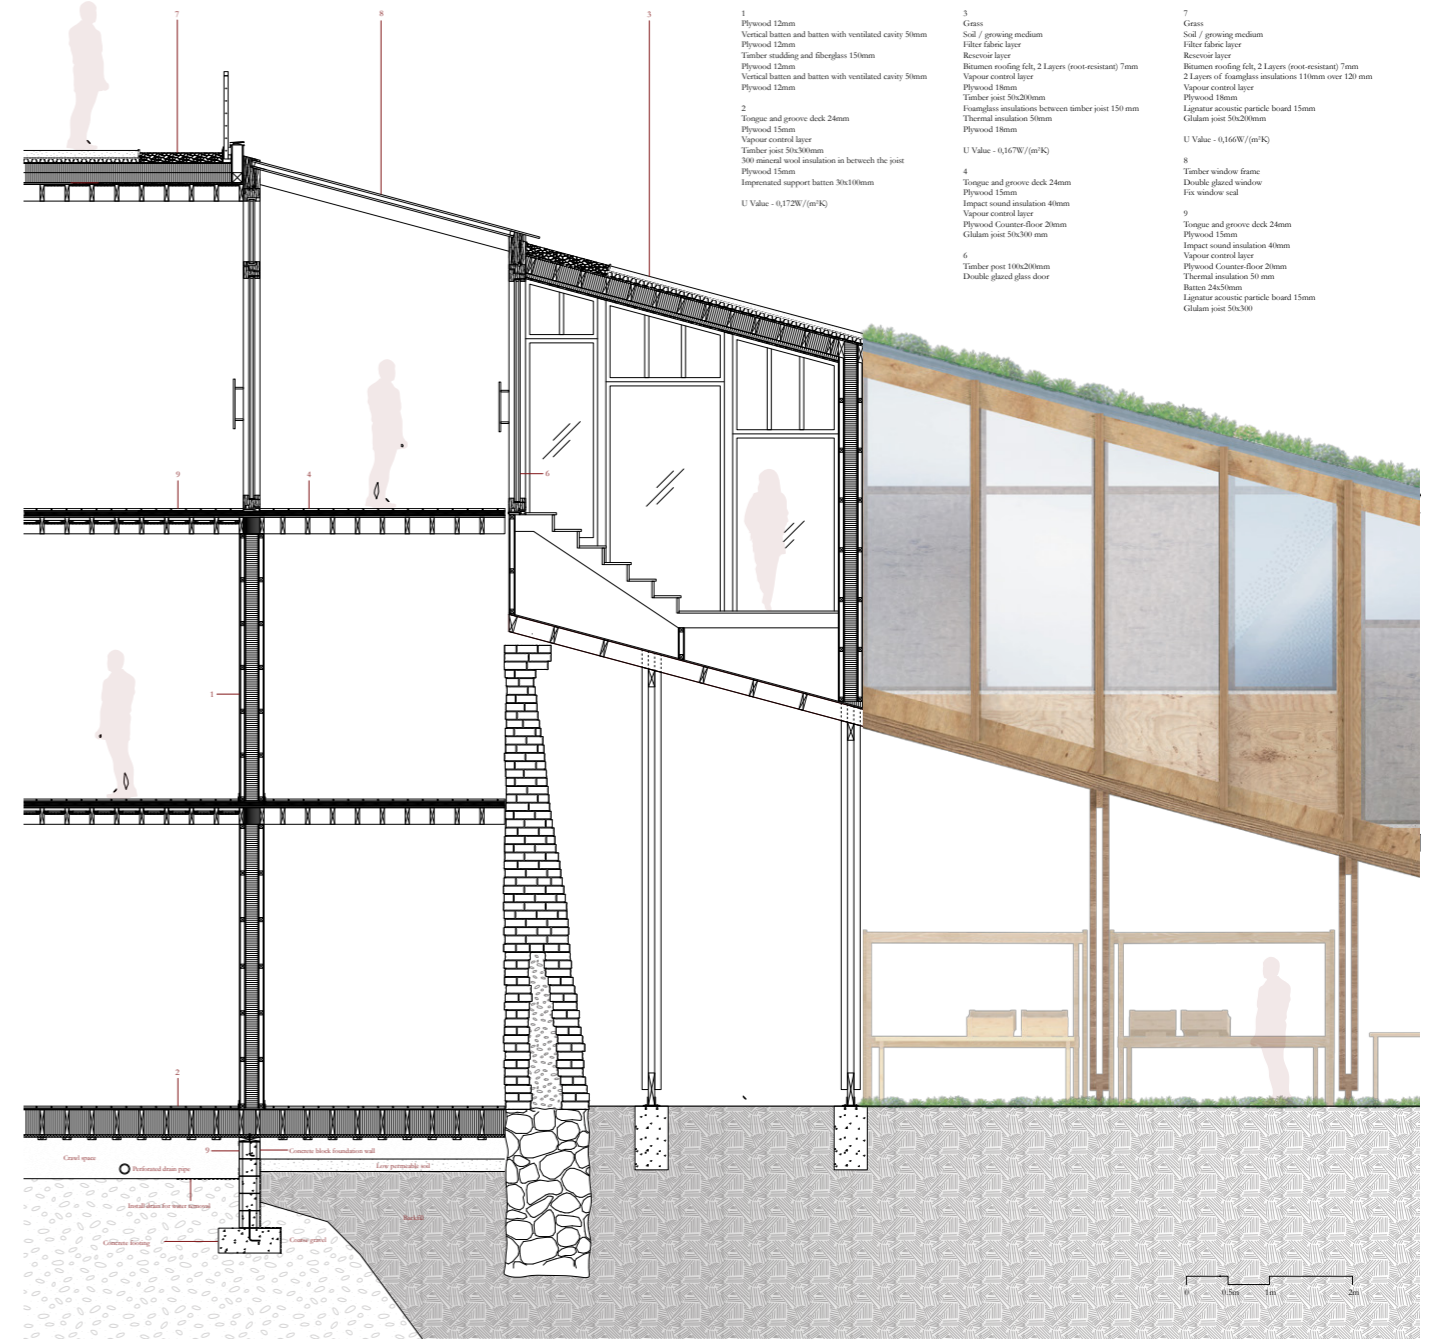 7
8
3
1
Plywood 12mm
Vertical batten and batten with ventilated cavity 50mm
Plywood 12mm
Timber studding and fiberglass 150mm
Plywood 12mm
Vertical batten and batten with ventilated cavity 50mm
Plywood 12mm
2
Tongue and groove deck 24mm
Plywood 15mm
Vapour control layer
Timber joist 50x300mm
300 mineral wool insulation in betweeh the joist
Plywood 15mm
Imprenated support batten 30x100mm
U Value - 0,172W/(m²K)
3
Grass
Soil / growing medium
Filter fabric layer
Resevoir layer
Bitumen roofing felt, 2 Layers (root-resistant) 7mm
Vapour control layer
Plywood 18mm
Timber joist 50x200mm
Foamglass insulations between timber joist 150 mm
Thermal insulation 50mm
Plywood 18mm
U Value - 0,167W/(m²K)
4
Tongue and groove deck 24mm
Plywood 15mm
Impact sound insulation 40mm
Vapour control layer
Plywood Counter-floor 20mm
Glulam joist 50x300 mm
6
Timber post 100x200mm
Double glazed glass door
7
Grass
Soil / growing medium
Filter fabric layer
Resevoir layer
Bitumen roofing felt, 2 Layers (root-resistant) 7mm
2 Layers of foamglass insulations 110mm over 120 mm
Vapour control layer
Plywood 18mm
Lignatur acoustic particle board 15mm
Glulam joist 50x200mm
U Value - 0,166W/(m²K)
8
Timber window frame
Double glazed window
Fix window seal
9
Tongue and groove deck 24mm
Plywood 15mm
Impact sound insulation 40mm
Vapour control layer
Plywood Counter-floor 20mm
Thermal insulation 50 mm
Batten 24x50mm
Lignatur acoustic particle board 15mm
Glulam joist 50x300
9
4
6
1
2
9
Concrete block foundation wall
Crawl space
Low permeable soil
Perforated drain pipe
Install drain for water removal
Backfill
Concrete footing
Coarse gravel
0
0.5m
1m
2m